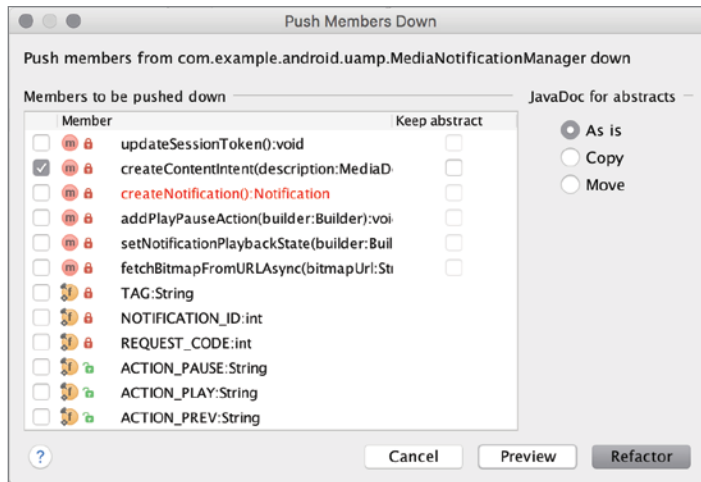 Push Members Down
Push members from com.example.android.uamp.MediaNotificationManager down
Members to be pushed down
JavaDoc for abstracts
Member Keep abstract
m updateSessionToken():void
m createContentIntent(description:MediaD
m createNotification():Notification
m addPlayPauseAction(builder:Builder):voi
m setNotificationPlaybackState(builder:Buil
m fetchBitmapFromURLAsync(bitmapUrl:Str
f TAG:String
f NOTIFICATION_ID:int
f REQUEST_CODE:int
f ACTION_PAUSE:String
f ACTION_PLAY:String
f ACTION_PREV:String
As is
Copy
Move
? Cancel Preview Refactor